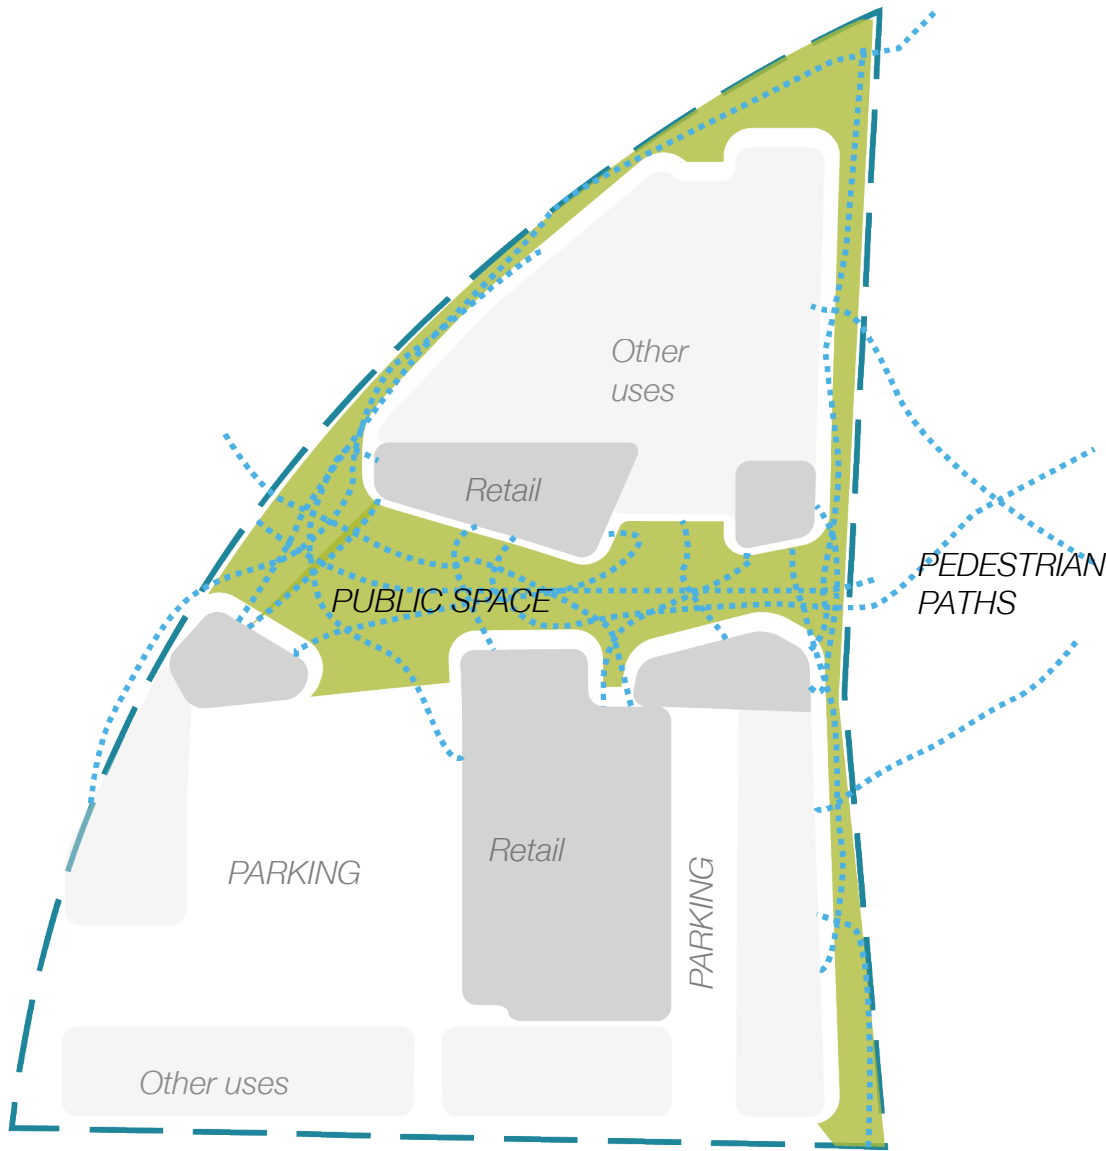 Other
uses
Retail
PEDESTRIAN
PATHS
PUBLIC SPACE
Retail
PARKING
PARKING
Other uses